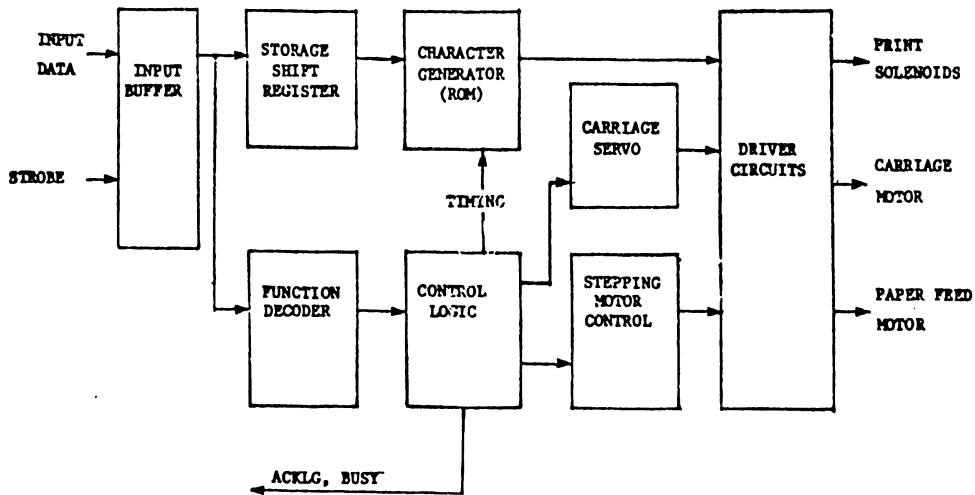 INPUT
DATA
STROBE
INPUT
BUFFER
STORAGE
SHIFT
REGISTER
CHARACTER
GENERATOR
(ROM)
TIMING
FUNCTION
DECODER
CONTROL
LOGIC
CARRIAGE
SERVO
STEPPING
MOTOR
CONTROL
DRIVER
CIRCUITS
PRINT
SOLENOIDS
CARRIAGE
MOTOR
PAPER FEED
MOTOR
ACKLG, BUSY